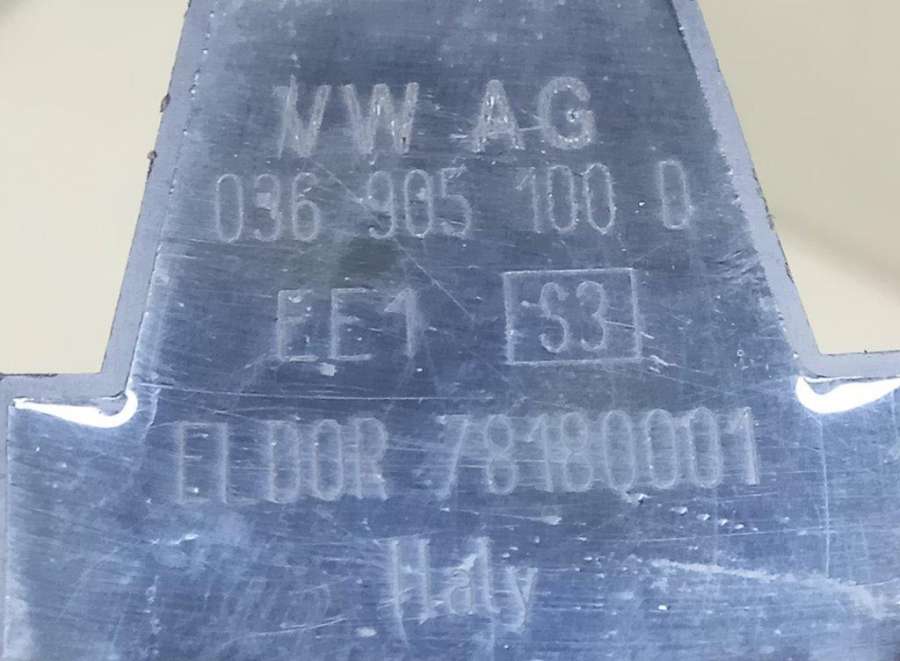 VW AG
036 905 100 D
EE1 S3
ELDOR 78180001
Italy